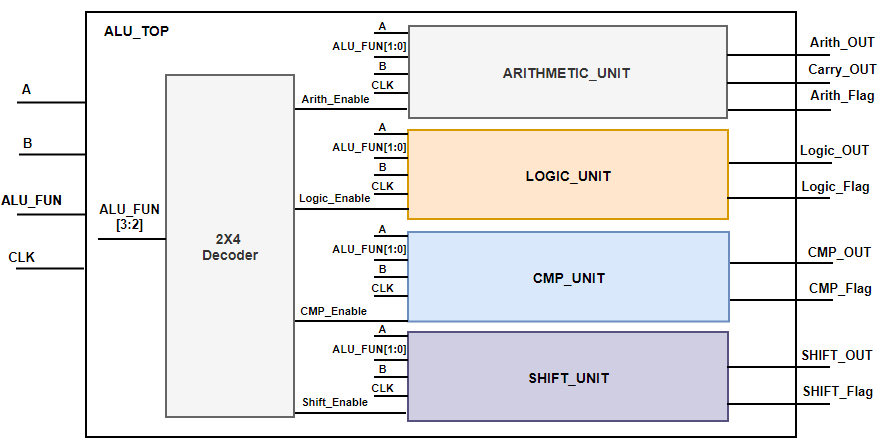 ALU_TOP
A
B
ALU_FUN
CLK
ALU_FUN
[3:2]
2X4
Decoder
A
ALU_FUN[1:0]
B
CLK
Arith_Enable
ARITHMETIC_UNIT
Arith_OUT
Carry_OUT
Arith_Flag
A
ALU_FUN[1:0]
B
CLK
Logic_Enable
LOGIC_UNIT
Logic_OUT
Logic_Flag
A
ALU_FUN[1:0]
B
CLK
CMP_Enable
CMP_UNIT
CMP_OUT
CMP_Flag
A
ALU_FUN[1:0]
B
CLK
Shift_Enable
SHIFT_UNIT
SHIFT_OUT
SHIFT_Flag